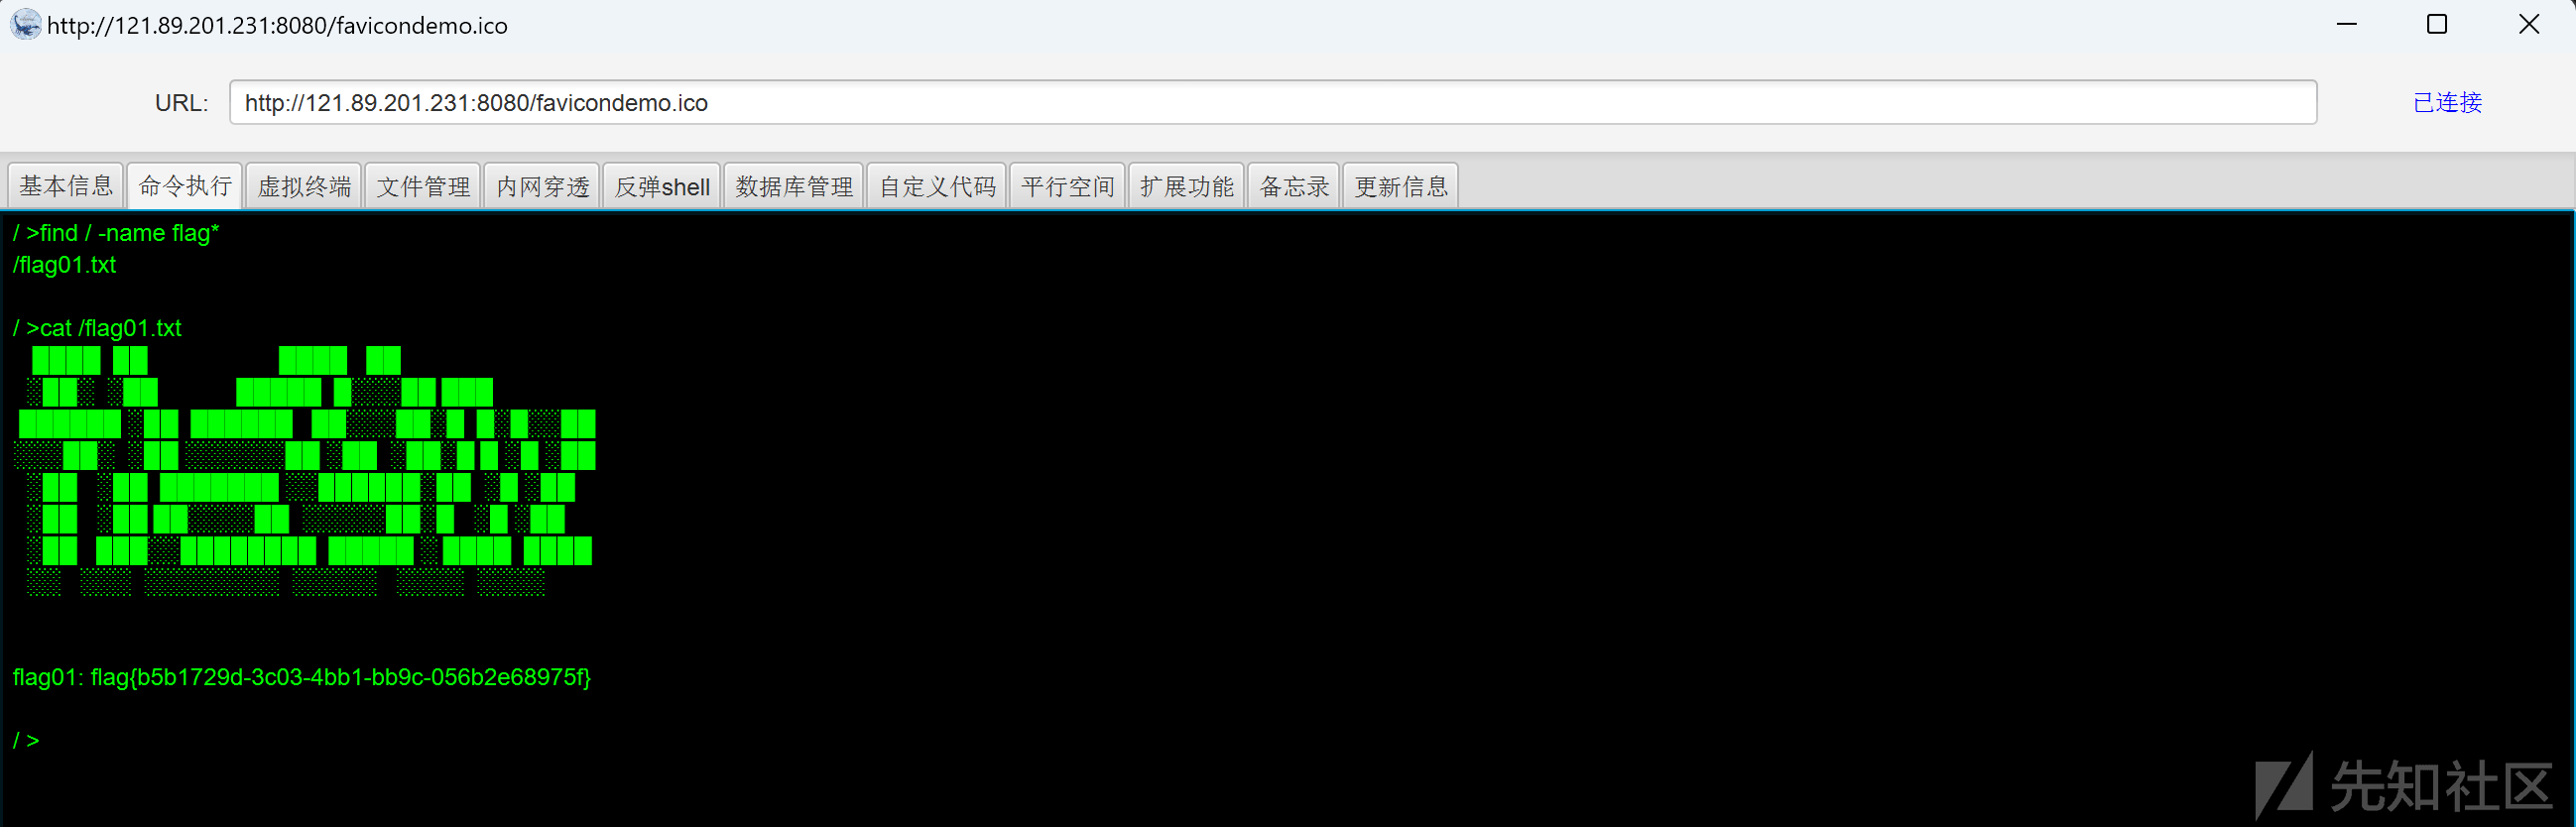 http://121.89.201.231:8080/favicondemo.ico
URL: http://121.89.201.231:8080/favicondemo.ico 已连接
基本信息 命令执行 虚拟终端 文件管理 内网穿透 反弹shell 数据库管理 自定义代码 平行空间 扩展功能 备忘录 更新信息
/ >find / -name flag*
/flag01.txt
/ >cat /flag01.txt
flag01: flag{b5b1729d-3c03-4bb1-bb9c-056b2e68975f}
/ >
先知社区